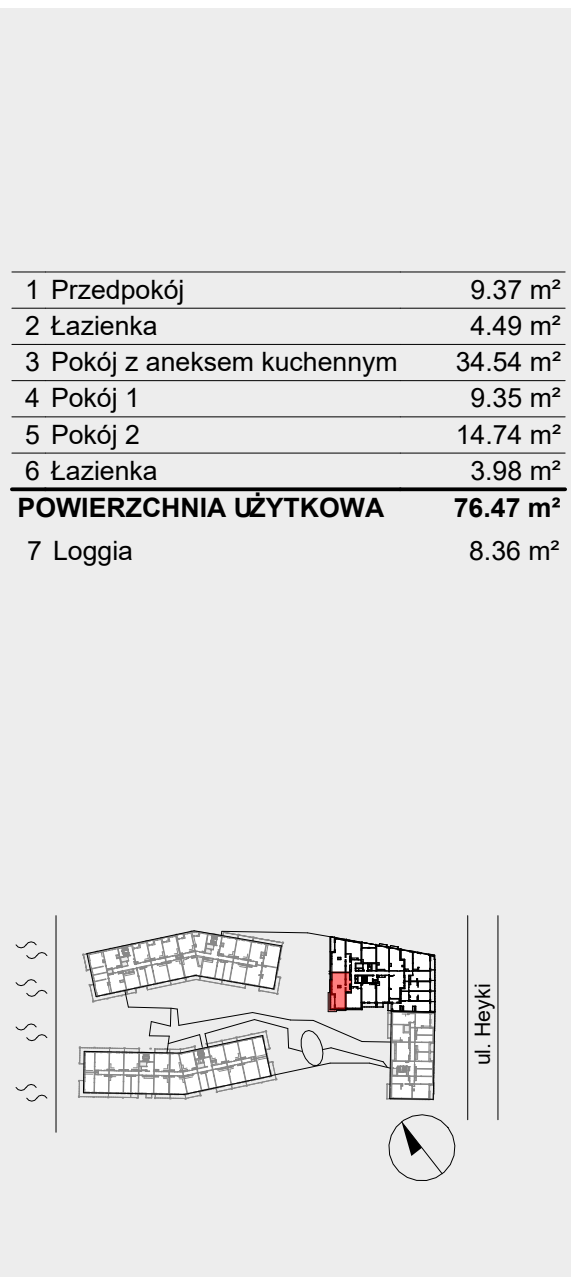 1 Przedpokój 9.37 m²
2 Łazienka 4.49 m²
3 Pokój z aneksem kuchennym 34.54 m²
4 Pokój 1 9.35 m²
5 Pokój 2 14.74 m²
6 Łazienka 3.98 m²
POWIERZCHNIA UŻYTKOWA 76.47 m²
7 Loggia 8.36 m²
ul. Heyki